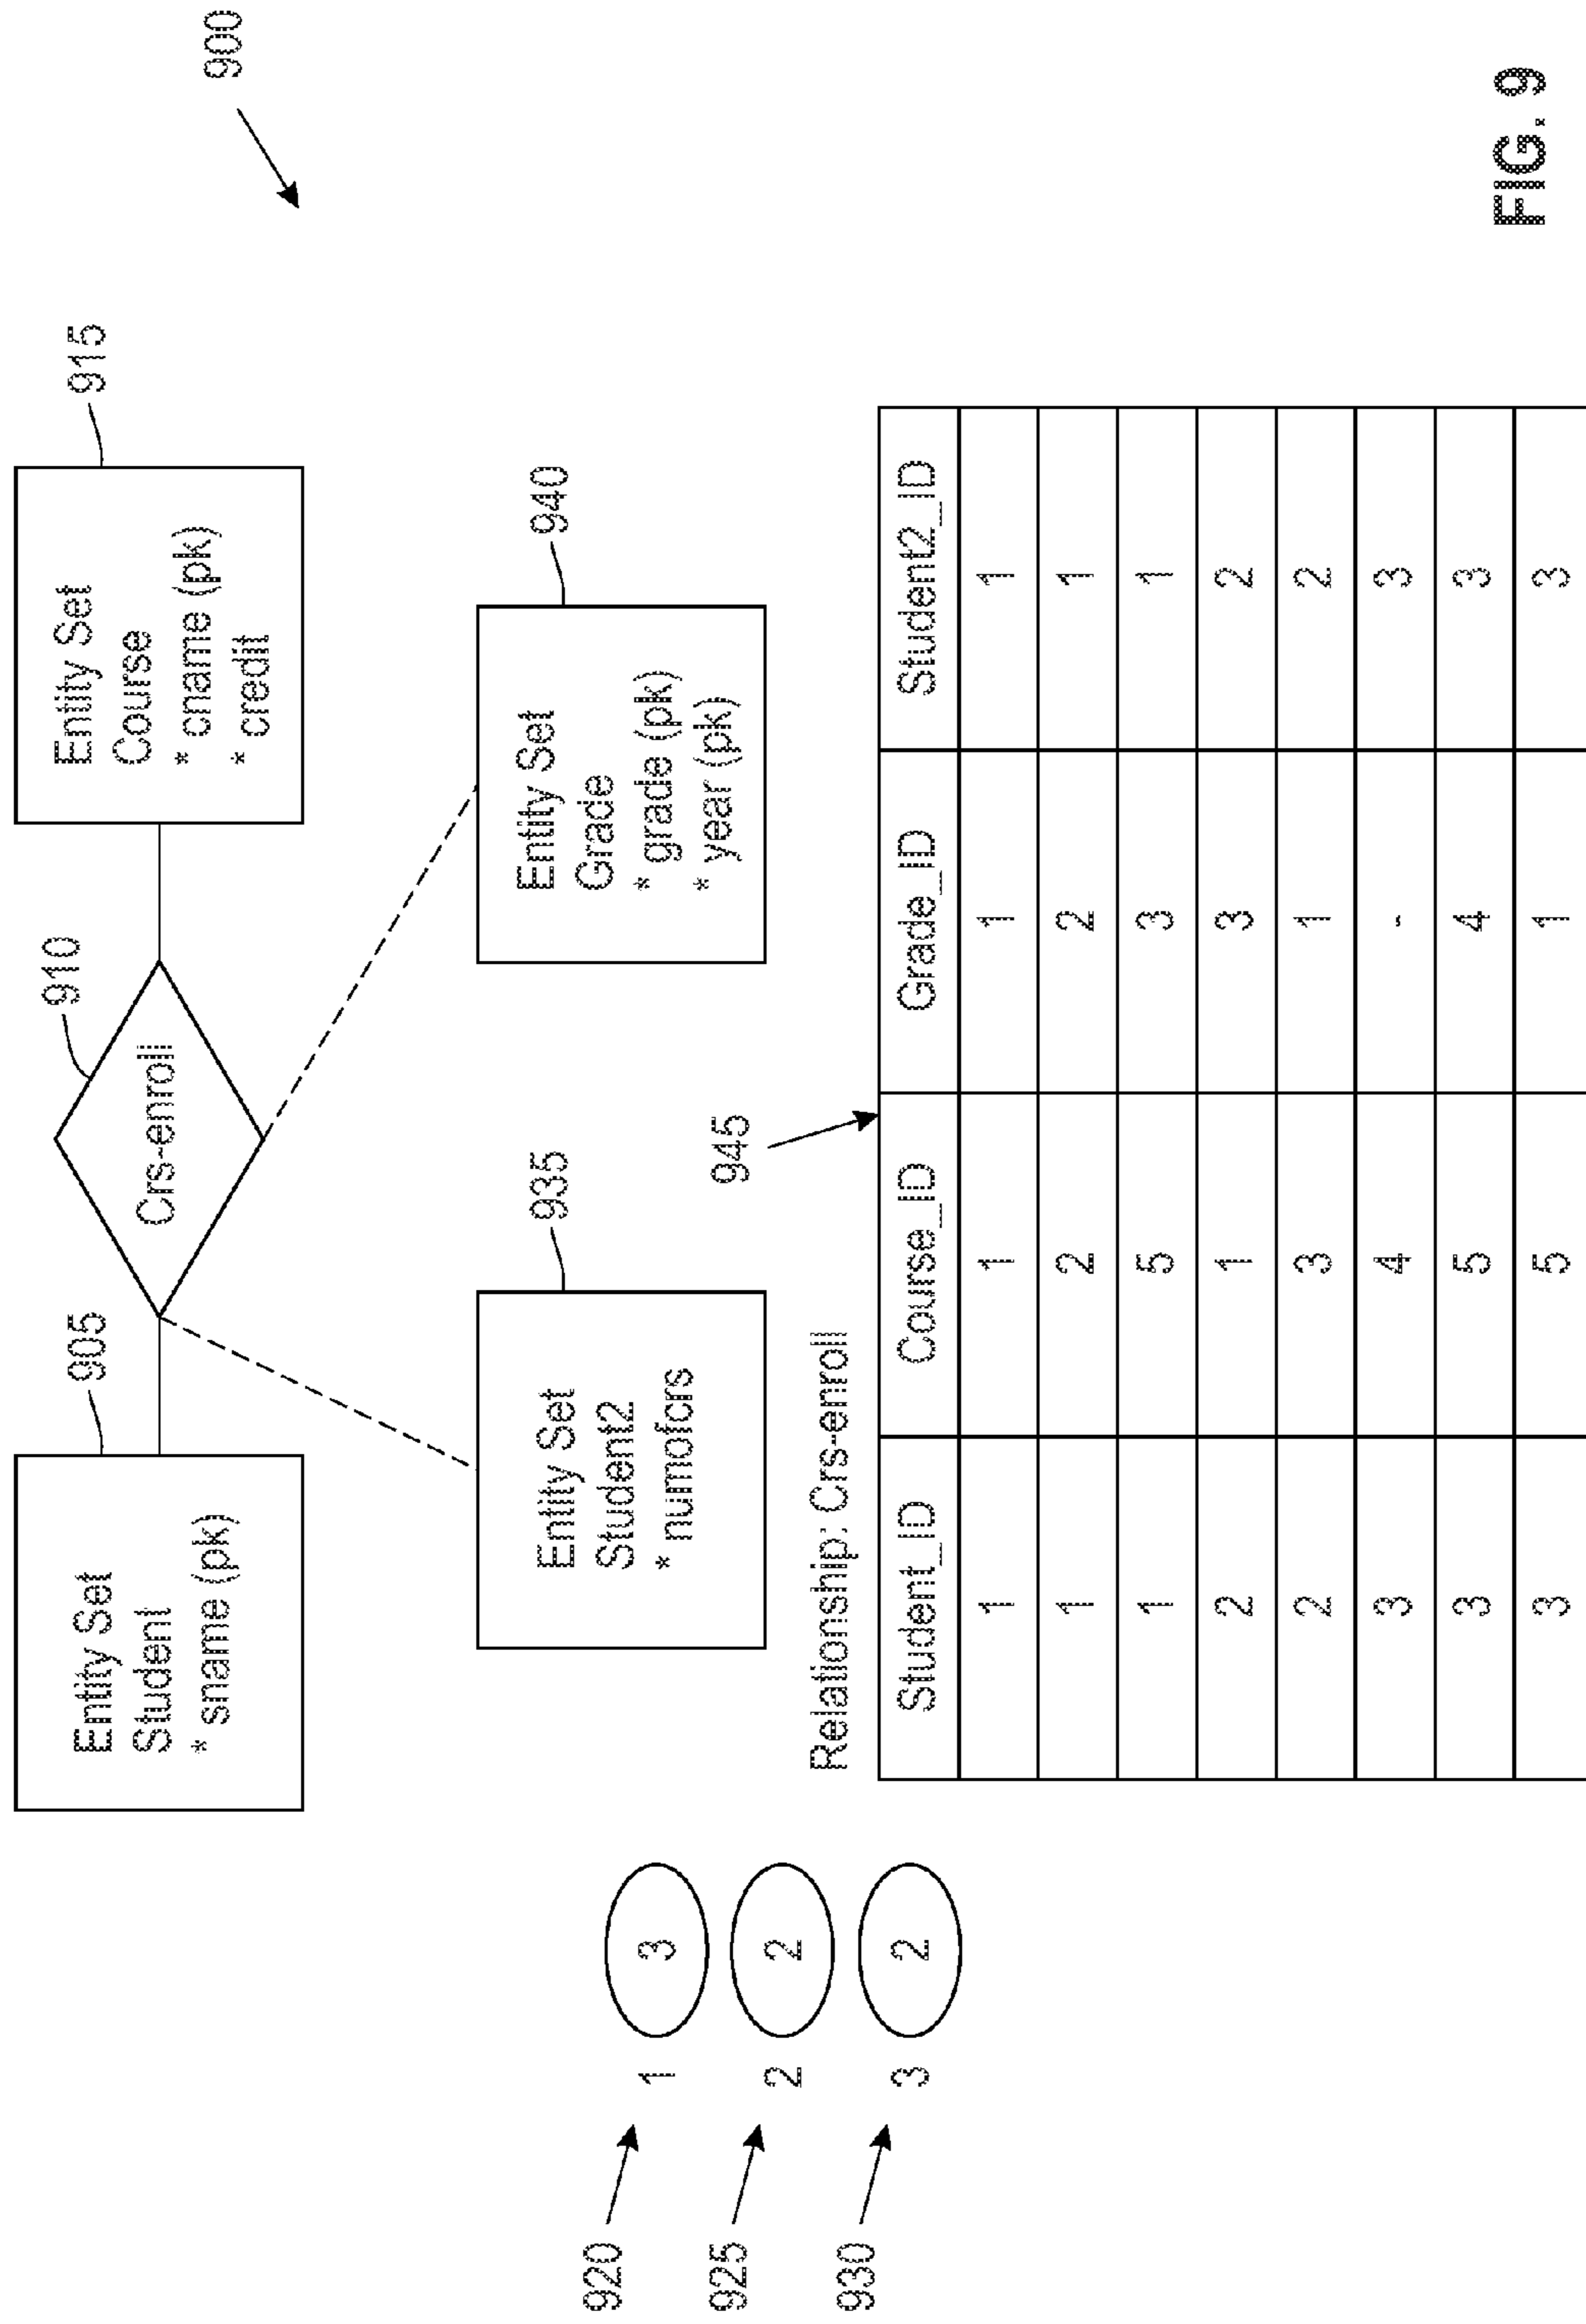 900
905
910
915
Entity Set
Student
* sname (pk)
Crs-enroll
Entity Set
Course
* cname (pk)
* credit
920
1
3
925
2
2
930
3
2
935
Entity Set
Student2
* numofcrs
940
Entity Set
Grade
* grade (pk)
* year (pk)
945
Relationship: Crs-enroll
Student_ID Course_ID Grade_ID Student2_ID
1 1 1 1
1 2 2 1
1 5 3 1
2 1 3 2
2 3 1 2
3 4 - 3
3 5 4 3
3 5 1 3
FIG. 9